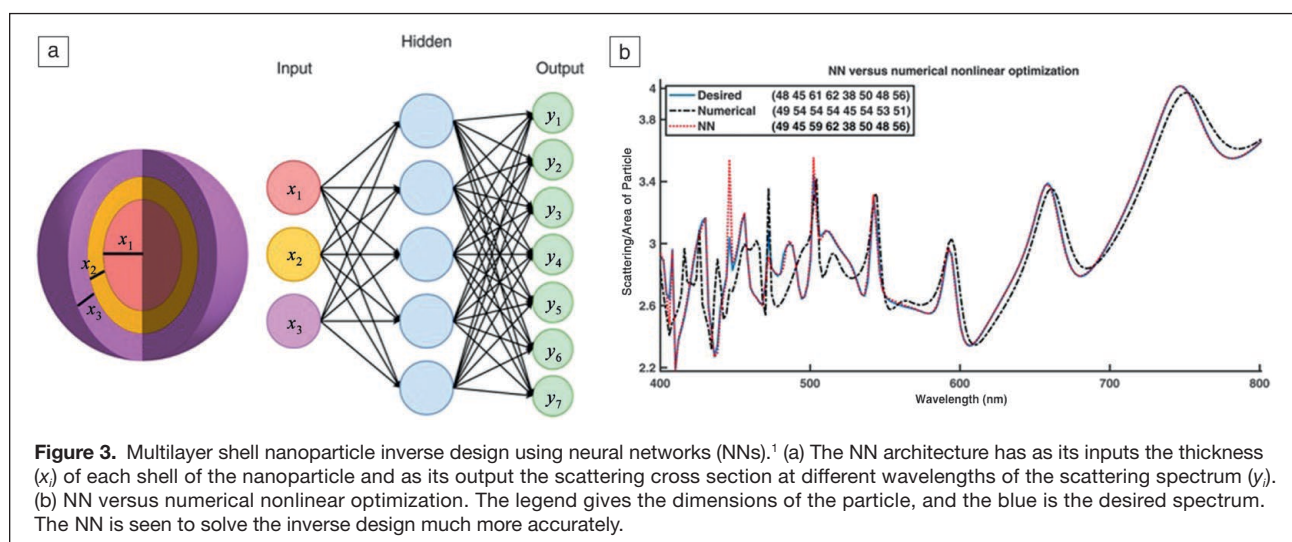 a
Hidden
Input
Output
x1
x2
x3
x1
x2
x3
y1
y2
y3
y4
y5
y6
y7
b
NN versus numerical nonlinear optimization
Desired (48 45 61 62 38 50 48 56)
Numerical (49 54 54 54 45 54 53 51)
NN (49 45 59 62 38 50 48 56)
Scattering/Area of Particle
4
3.4
3
2.6
2.2
400 500 600 700 800
Wavelength (nm)
Figure 3. Multilayer shell nanoparticle inverse design using neural networks (NNs).1 (a) The NN architecture has as its inputs the thickness
(xi) of each shell of the nanoparticle and as its output the scattering cross section at different wavelengths of the scattering spectrum (yi).
(b) NN versus numerical nonlinear optimization. The legend gives the dimensions of the particle, and the blue is the desired spectrum.
The NN is seen to solve the inverse design much more accurately.